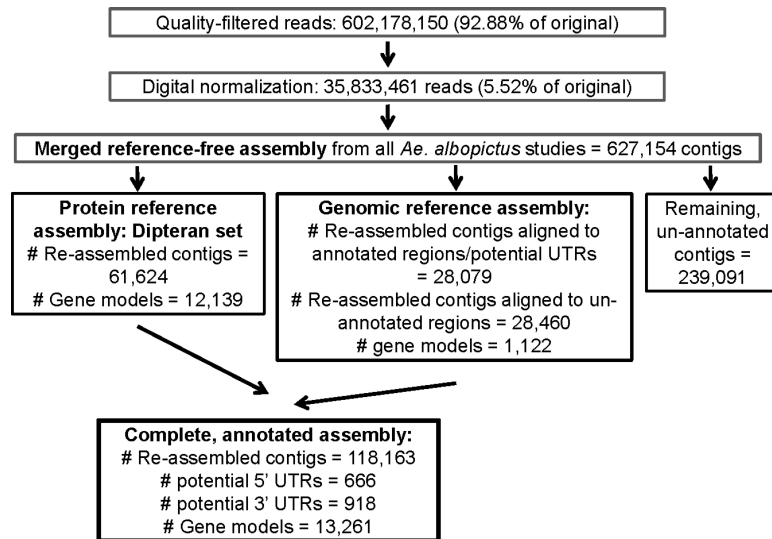 Quality-filtered reads: 602,178,150 (92.88% of original)
Digital normalization: 35,833,461 reads (5.52% of original)
Merged reference-free assembly from all Ae. albopictus studies = 627,154 contigs
Protein reference
assembly: Dipteran set
# Re-assembled contigs =
61,624
# Gene models = 12,139
Genomic reference assembly:
# Re-assembled contigs aligned to
annotated regions/potential UTRs
= 28,079
# Re-assembled contigs aligned to un-
annotated regions = 28,460
# gene models = 1,122
Remaining,
un-annotated
contigs =
239,091
Complete, annotated assembly:
# Re-assembled contigs = 118,163
# potential 5' UTRs = 666
# potential 3' UTRs = 918
# Gene models = 13,261